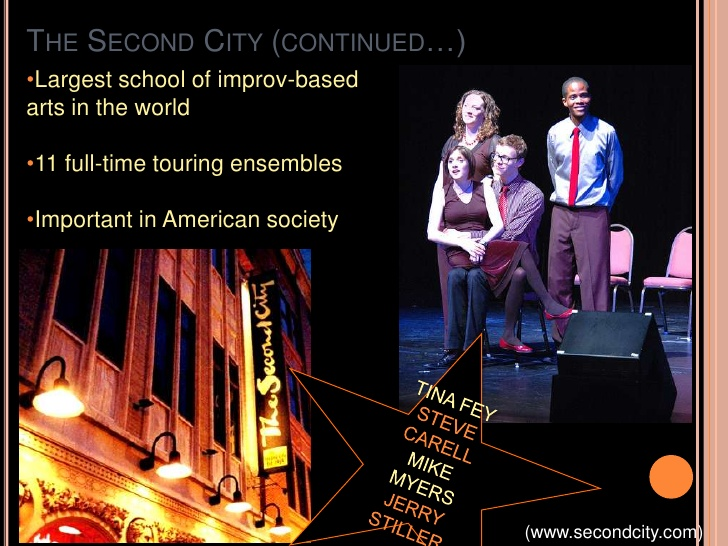 THE SECOND CITY (CONTINUED…)
•Largest school of improv-based
arts in the world
•11 full-time touring ensembles
•Important in American society
The Second City
TINA FEY
STEVE
CARELL
MIKE
MYERS
JERRY
STILLER
(www.secondcity.com)